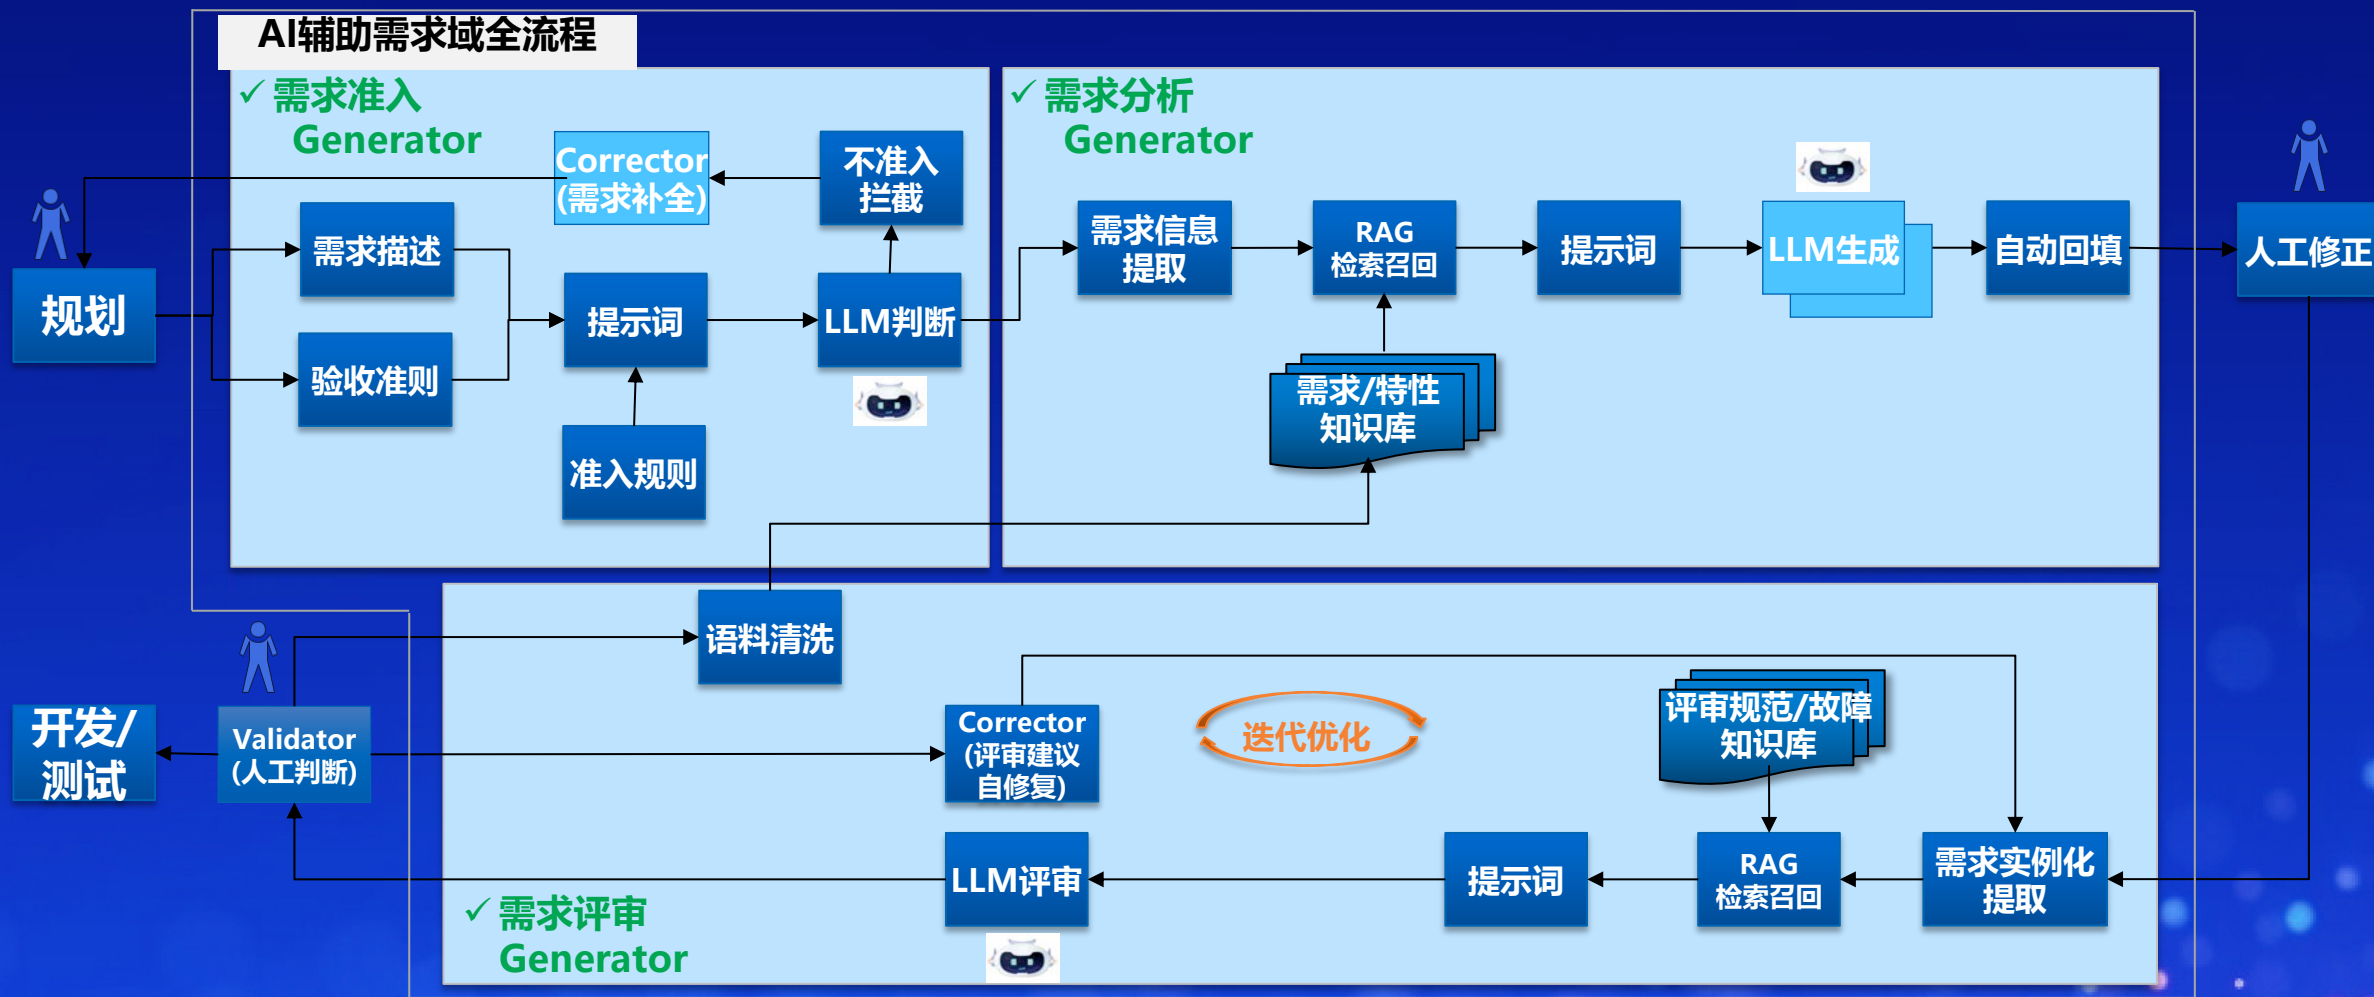 AI辅助需求域全流程
✓ 需求准入
Generator
Corrector
(需求补全)
不准入
拦截
需求描述
规划
验收准则
提示词
LLM判断
准入规则
✓ 需求分析
Generator
需求信息
提取
RAG
检索召回
提示词
LLM生成
自动回填
人工修正
需求/特性
知识库
语料清洗
开发/
测试
Validator
(人工判断)
Corrector
(评审建议
自修复)
迭代优化
评审规范/故障
知识库
LLM评审
提示词
RAG
检索召回
需求实例化
提取
✓ 需求评审
Generator